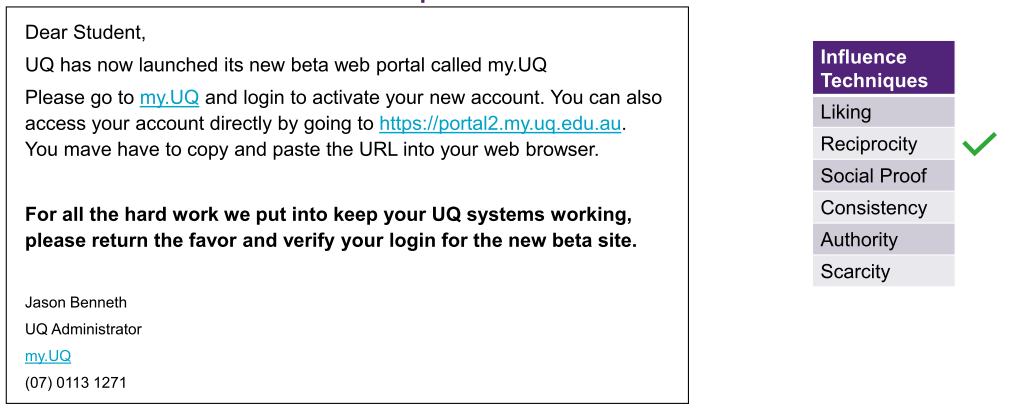 Dear Student,
UQ has now launched its new beta web portal called my.UQ
Please go to my.UQ and login to activate your new account. You can also
access your account directly by going to https://portal2.my.uq.edu.au.
You mave have to copy and paste the URL into your web browser.
For all the hard work we put into keep your UQ systems working,
please return the favor and verify your login for the new beta site.
Jason Benneth
UQ Administrator
my.UQ
(07) 0113 1271
Influence
Techniques
Liking
Reciprocity
Social Proof
Consistency
Authority
Scarcity